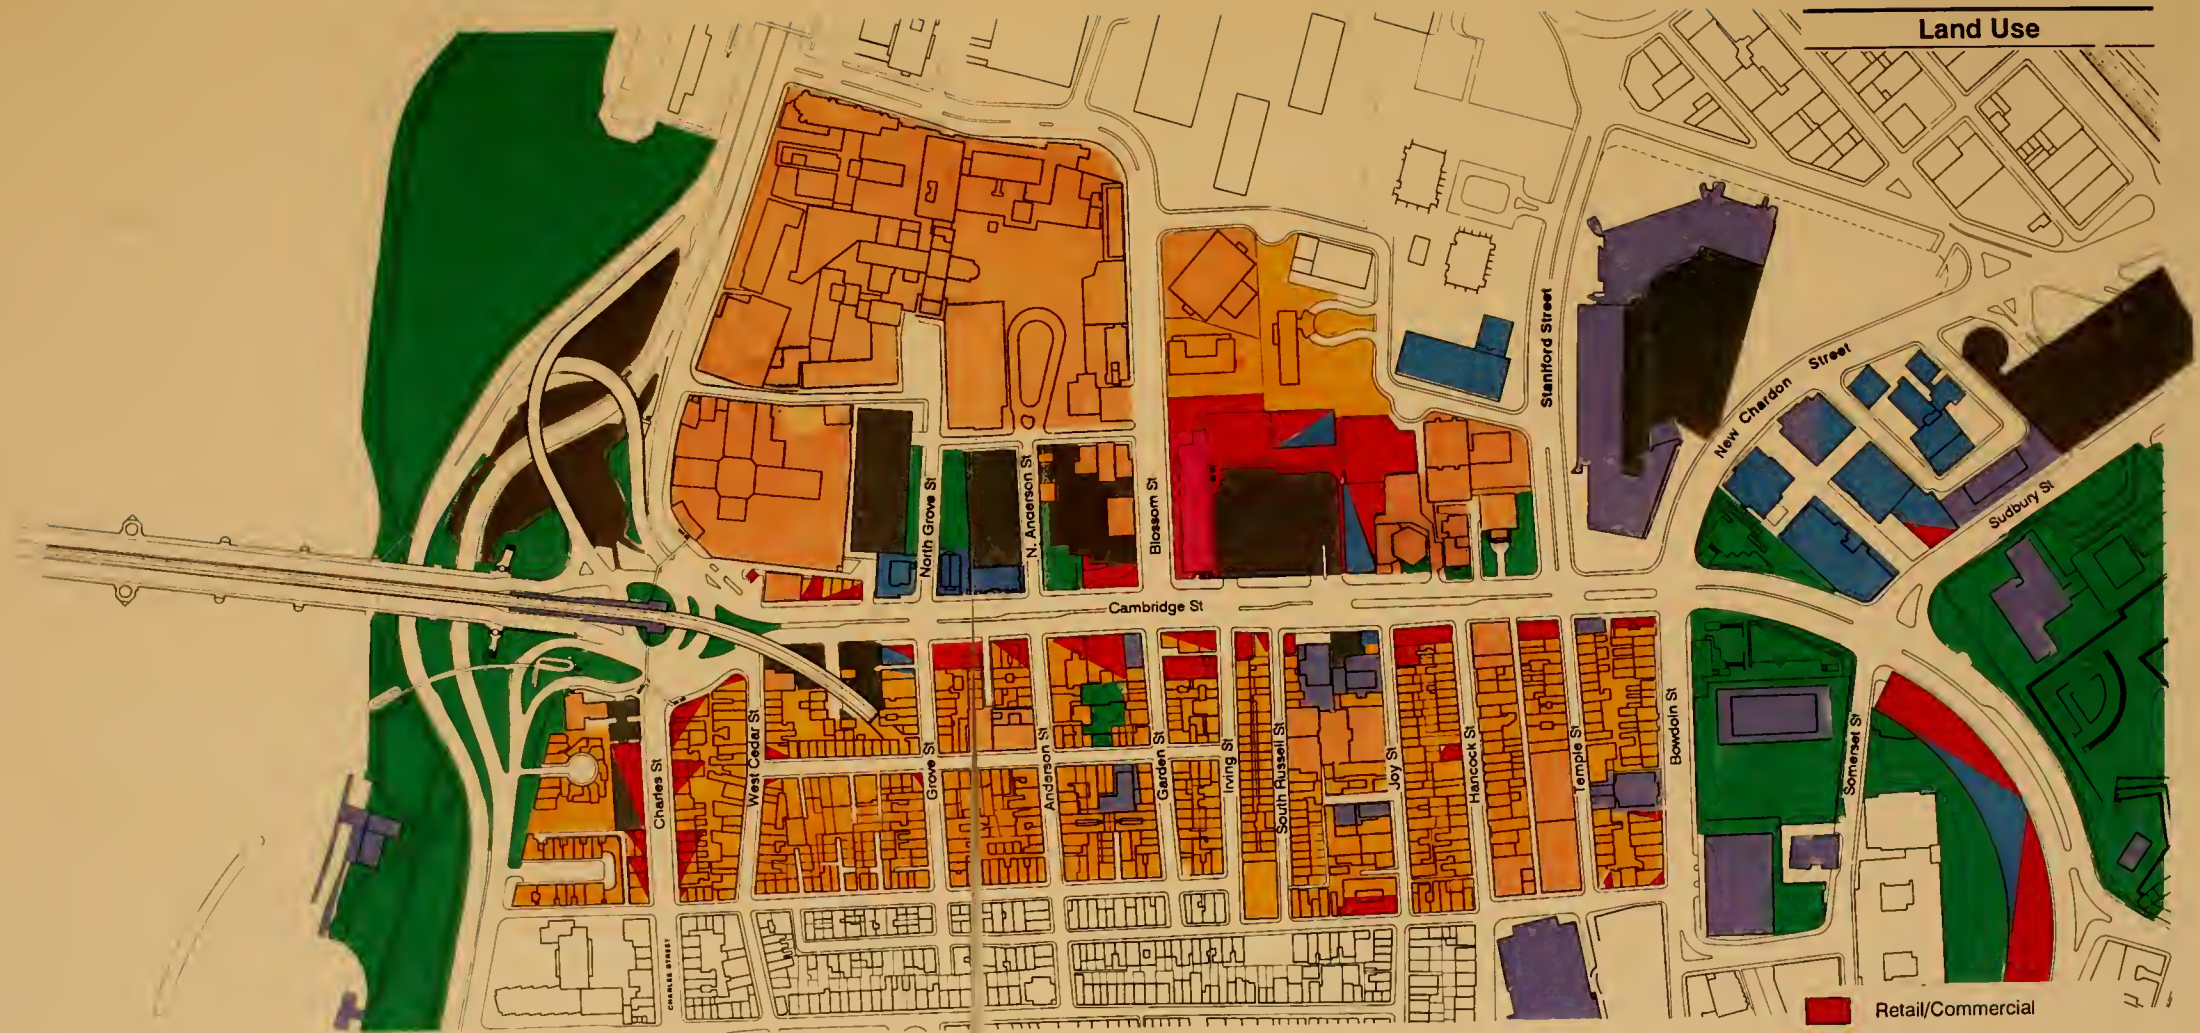 Land Use
Staniford Street
New Chardon Street
Sudbury St
North Grove St
N. Anderson St
Blossom St
Cambridge St
Charles St
West Cedar St
Grove St
Anderson St
Garden St
Irving St
South Russell St
Joy St
Hancock St
Temple St
Bowdoin St
Somerset St
CHARLES STREET
Retail/Commercial